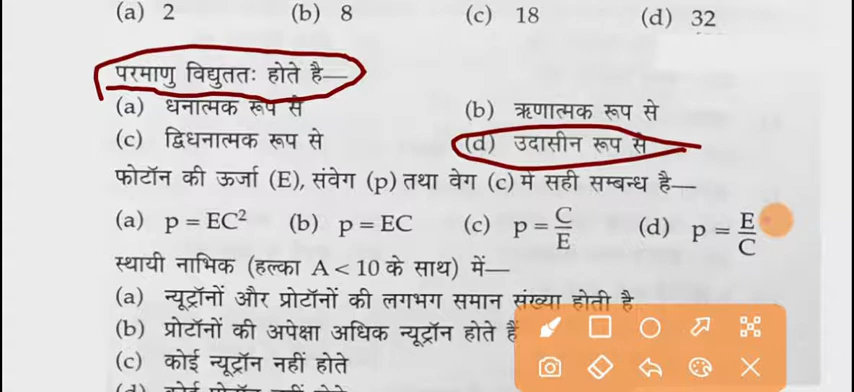 (a) 2 (b) 8 (c) 18 (d) 32
परमाणु विद्युततः होते है—
(a) धनात्मक रूप से (b) ऋणात्मक रूप से
(c) द्विधनात्मक रूप से (d) उदासीन रूप से
फोटॉन की ऊर्जा (E), संवेग (p) तथा वेग (c) में सही सम्बन्ध है—
(a) p = EC² (b) p = EC (c) p = C/E (d) p = E/C
स्थायी नाभिक (हल्का A < 10 के साथ) में—
(a) न्यूट्रॉनों और प्रोटॉनों की लगभग समान संख्या होती है
(b) प्रोटॉनों की अपेक्षा अधिक न्यूट्रॉन होते हैं
(c) कोई न्यूट्रॉन नहीं होते